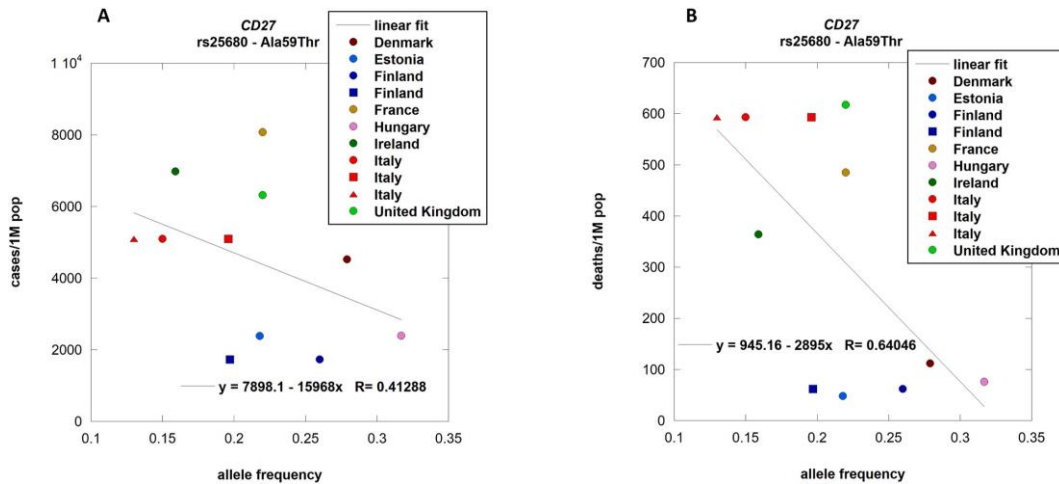 A
CD27
rs25680 - Ala59Thr
linear fit
Denmark
Estonia
Finland
Finland
France
Hungary
Ireland
Italy
Italy
Italy
United Kingdom
1 10⁴
8000
6000
4000
2000
0
cases/1M pop
y = 7898.1 - 15968x R= 0.41288
0.1 0.15 0.2 0.25 0.3 0.35
allele frequency
B
CD27
rs25680 - Ala59Thr
linear fit
Denmark
Estonia
Finland
Finland
France
Hungary
Ireland
Italy
Italy
Italy
United Kingdom
700
600
500
400
300
200
100
0
deaths/1M pop
y = 945.16 - 2895x R= 0.64046
0.1 0.15 0.2 0.25 0.3 0.35
allele frequency